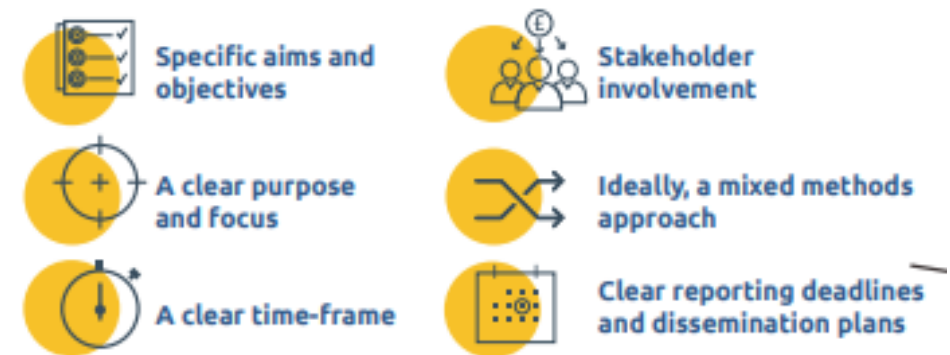 Specific aims and
objectives
A clear purpose
and focus
A clear time-frame
£
Stakeholder
involvement
Ideally, a mixed methods
approach
Clear reporting deadlines
and dissemination plans